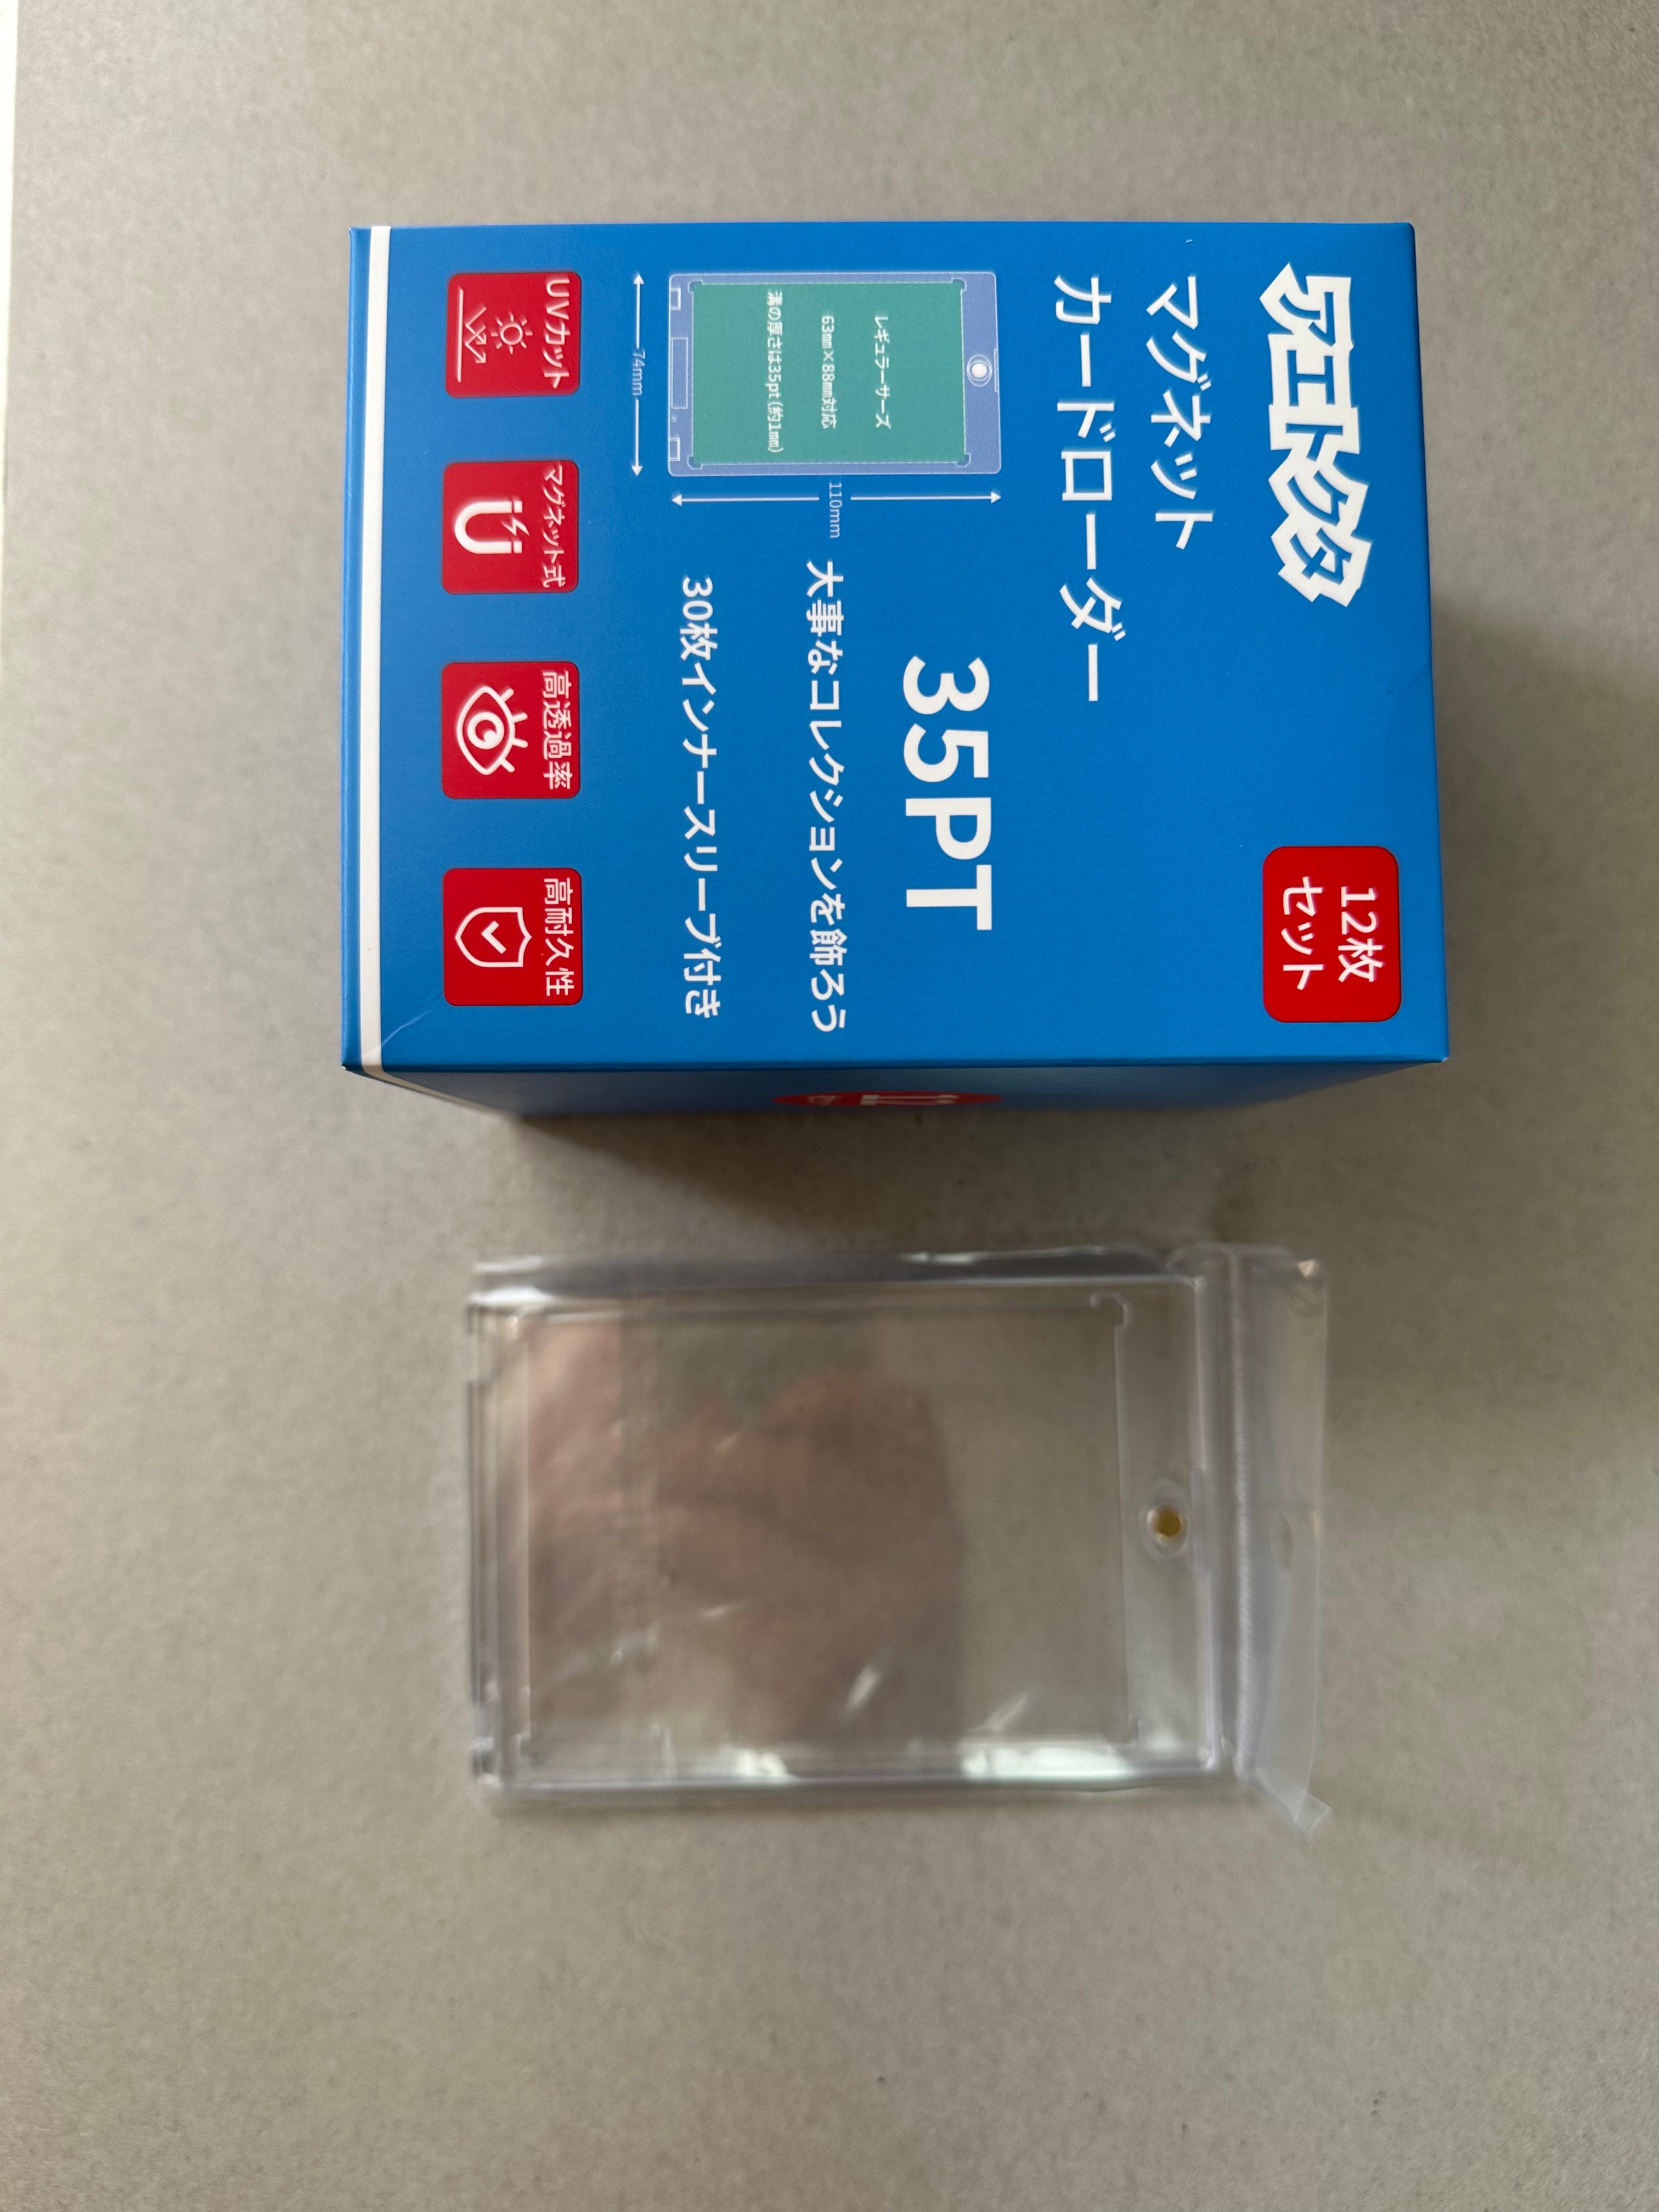 12枚
セット
マグネット
カードローダー
35PT
レギュラーサーズ
63mm×88mm対応
溝の厚さは35pt(約1mm)
110mm
74mm
大事なコレクションを飾ろう
30枚インナースリーブ付き
UVカット
マグネット式
高透過率
高耐久性